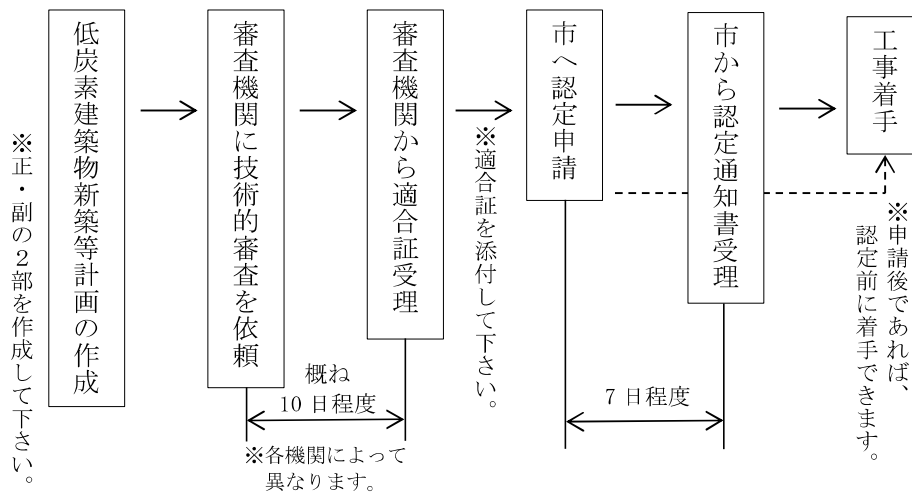 低炭素建築物新築等計画の作成
※正・副の２部を作成して下さい。
審査機関に技術的審査を依頼
審査機関から適合証受理
概ね
10 日程度
※各機関によって
異なります。
※適合証を添付して下さい。
市へ認定申請
市から認定通知書受理
7 日程度
工事着手
※申請後であれば、
認定前に着手できます。